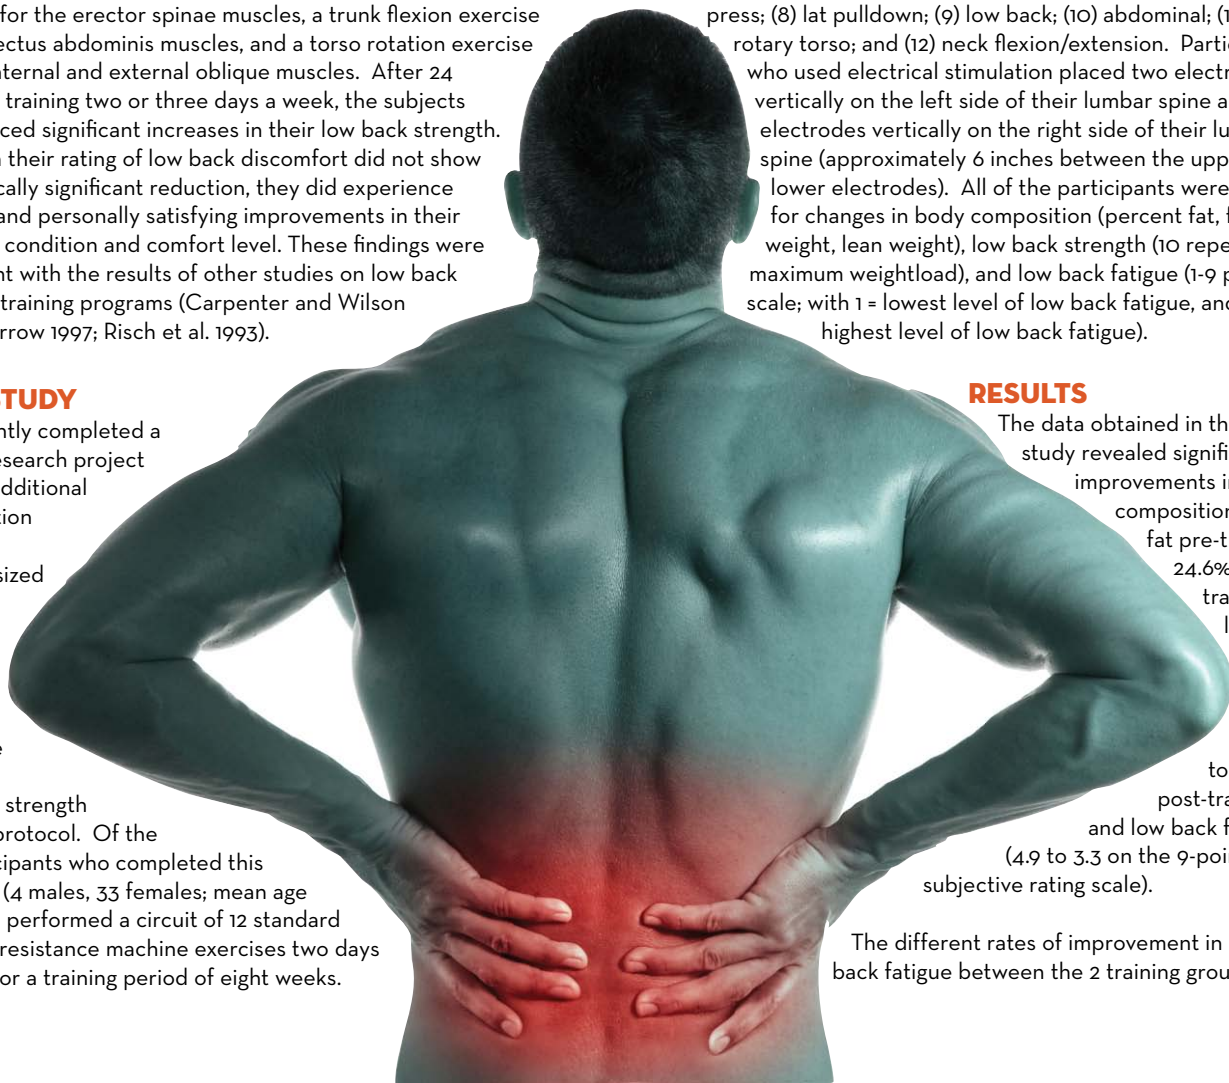 for the erector spinae muscles, a trunk flexion exercise
ectus abdominis muscles, and a torso rotation exercise
ternal and external oblique muscles. After 24
training two or three days a week, the subjects
ced significant increases in their low back strength.
their rating of low back discomfort did not show
cally significant reduction, they did experience
and personally satisfying improvements in their
condition and comfort level. These findings were
nt with the results of other studies on low back
training programs (Carpenter and Wilson
rrow 1997; Risch et al. 1993).
STUDY
ntly completed a
esearch project
dditional
tion
sized
e
strength
protocol. Of the
cipants who completed this
(4 males, 33 females; mean age
performed a circuit of 12 standard
resistance machine exercises two days
or a training period of eight weeks.
press; (8) lat pulldown; (9) low back; (10) abdominal; (1
rotary torso; and (12) neck flexion/extension. Partic
who used electrical stimulation placed two electr
vertically on the left side of their lumbar spine a
electrodes vertically on the right side of their lu
spine (approximately 6 inches between the upp
lower electrodes). All of the participants were
for changes in body composition (percent fat, f
weight, lean weight), low back strength (10 repe
maximum weightload), and low back fatigue (1-9 p
scale; with 1 = lowest level of low back fatigue, and
highest level of low back fatigue).
RESULTS
The data obtained in th
study revealed signifi
improvements i
composition
fat pre-t
24.6%
tra
l
to
post-tra
and low back f
(4.9 to 3.3 on the 9-poi
subjective rating scale).
The different rates of improvement in
back fatigue between the 2 training grou